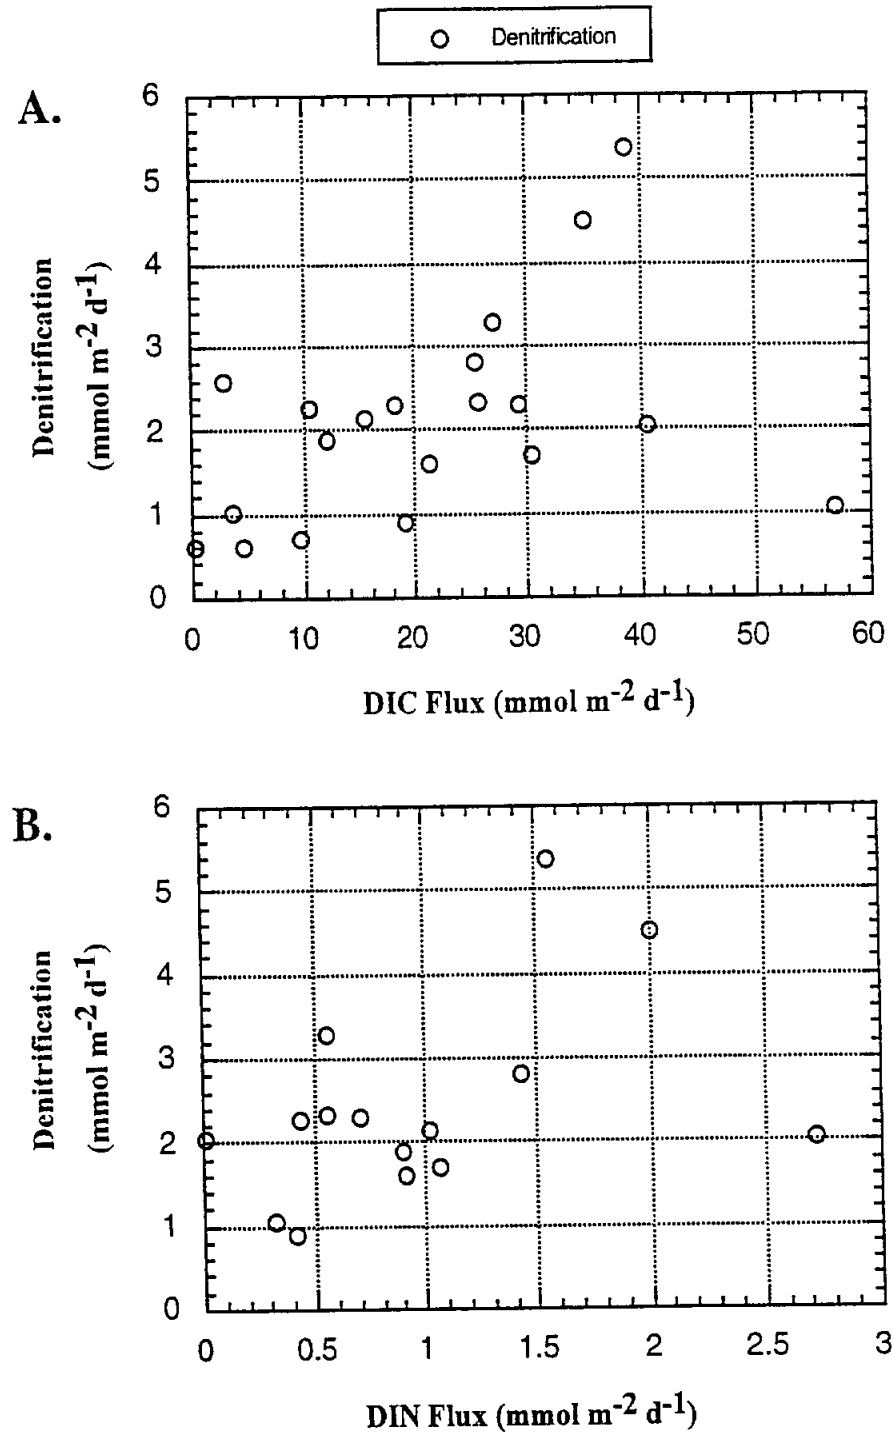 Denitrification
A.
6
5
4
3
2
1
0
Denitrification
(mmol m-2 d-1)
0 10 20 30 40 50 60
DIC Flux (mmol m-2 d-1)
B.
6
5
4
3
2
1
0
Denitrification
(mmol m-2 d-1)
0 0.5 1 1.5 2 2.5 3
DIN Flux (mmol m-2 d-1)